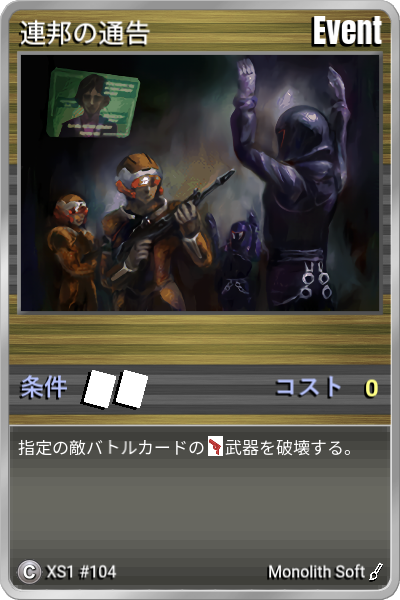 連邦の通告
Event
条件
コスト 0
指定の敵バトルカードの武器を破壊する。
C XS1 #104
Monolith Soft